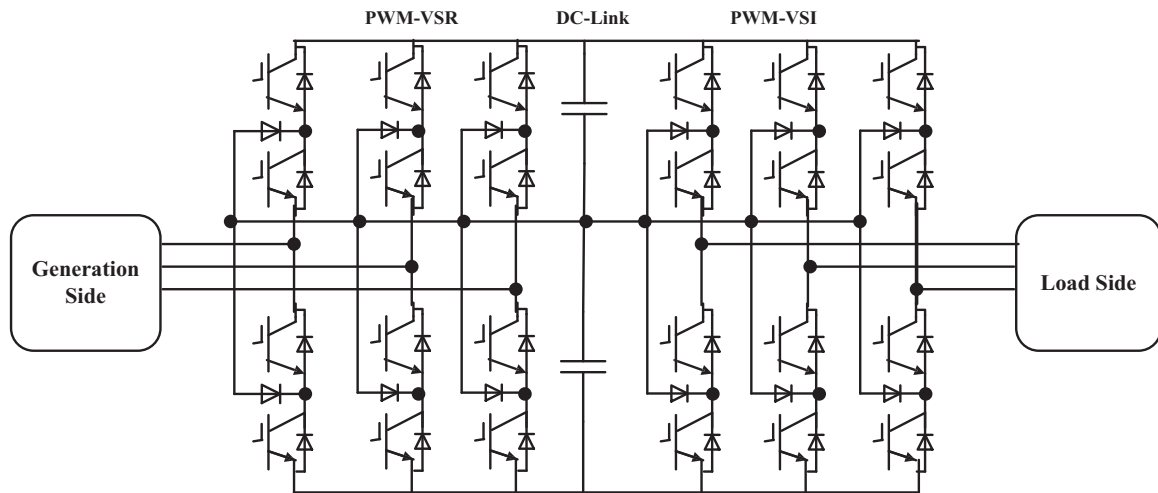 PWM-VSR
DC-Link
PWM-VSI
Generation
Side
Load Side